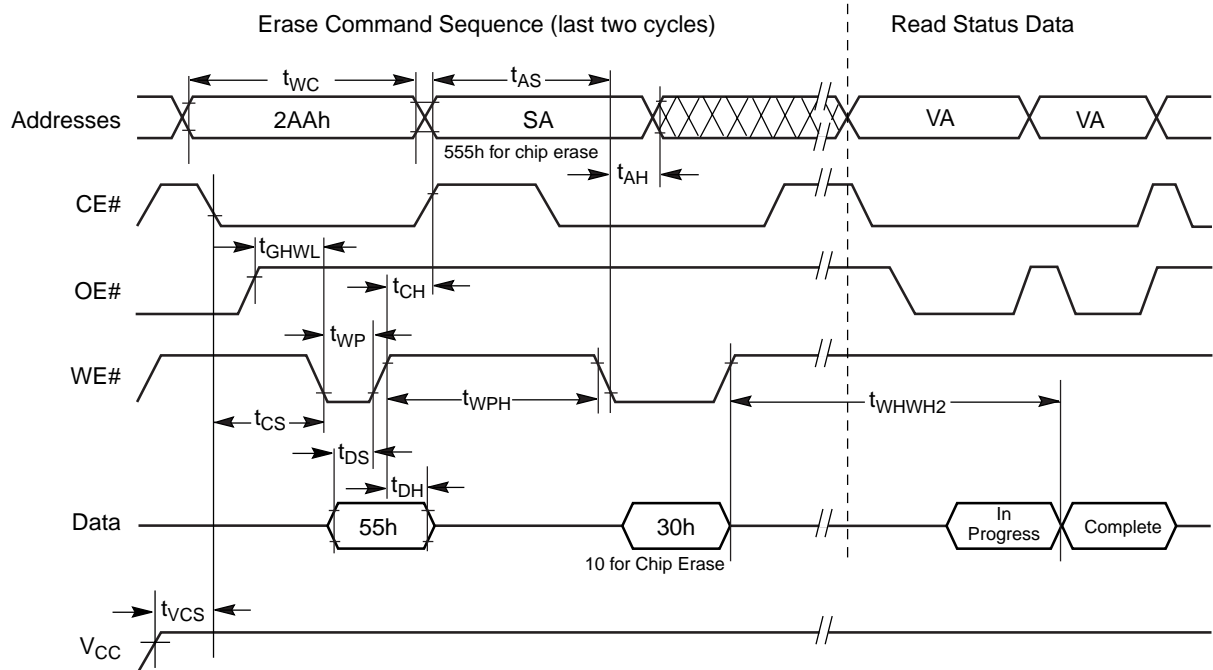 Erase Command Sequence (last two cycles)
Read Status Data
tWC
tAS
Addresses
2AAh
SA
VA
VA
555h for chip erase
tAH
CE#
tGHWL
OE#
tCH
tWP
WE#
tWPH
tWHWH2
tCS
tDS
tDH
Data
55h
30h
In
Progress
Complete
10 for Chip Erase
tVCS
VCC